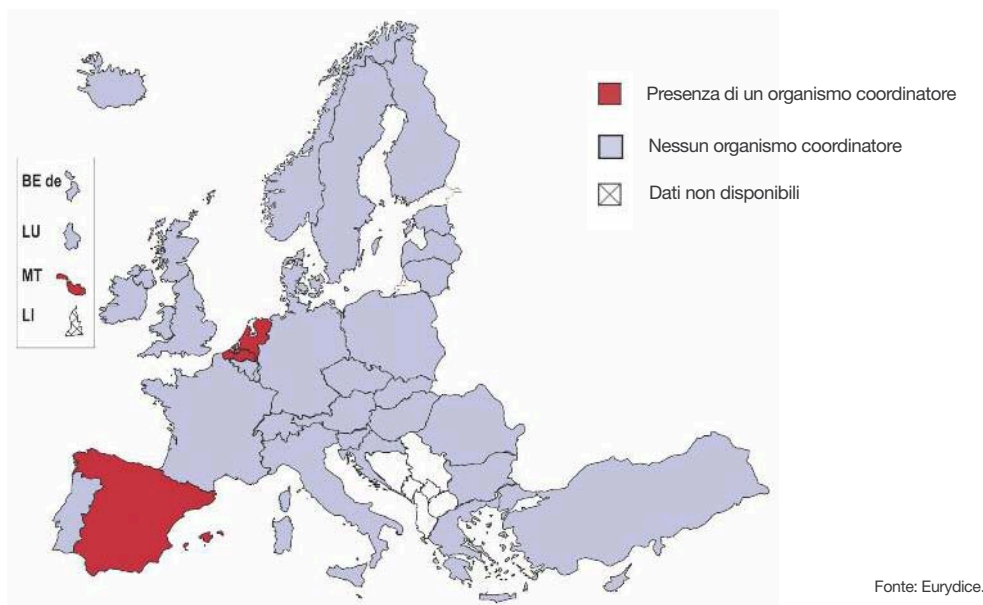 Presenza di un organismo coordinatore
Nessun organismo coordinatore
Dati non disponibili
BE de
LU
MT
LI
Fonte: Eurydice.